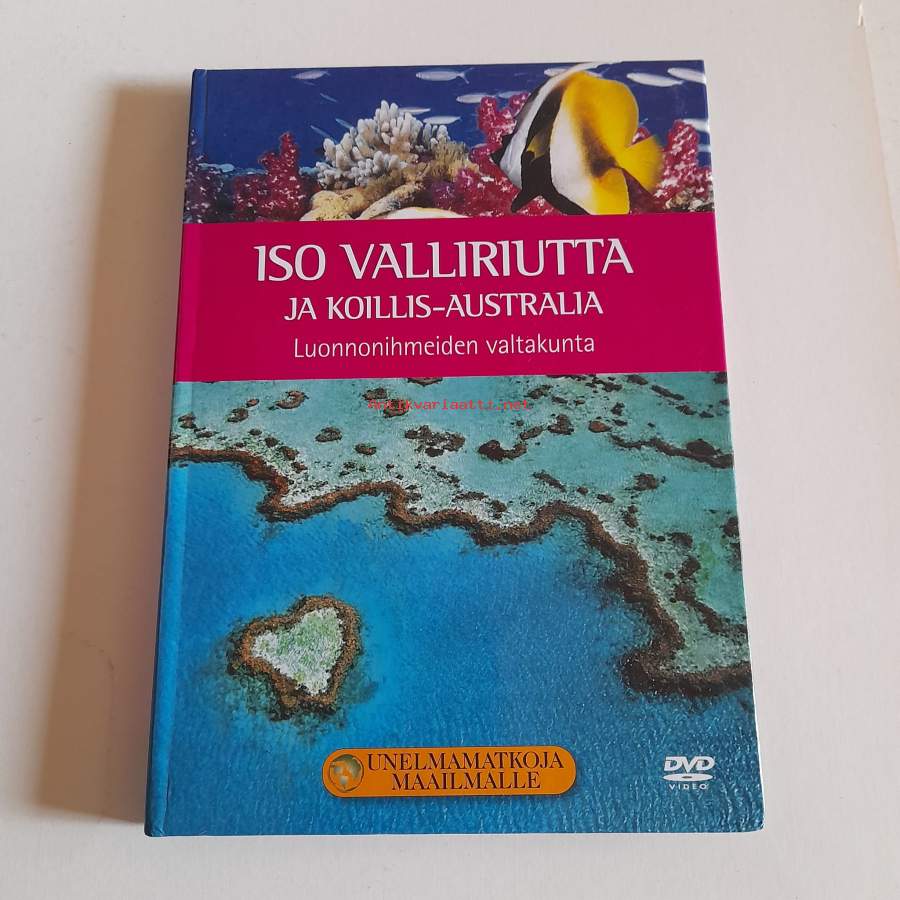 ISO VALLIRIUTTA
JA KOILLIS-AUSTRALIA
Luonnonihmeiden valtakunta
Antikvariaatti.net
UNELMAMATKOJA
MAAILMALLE
DVD
VIDEO